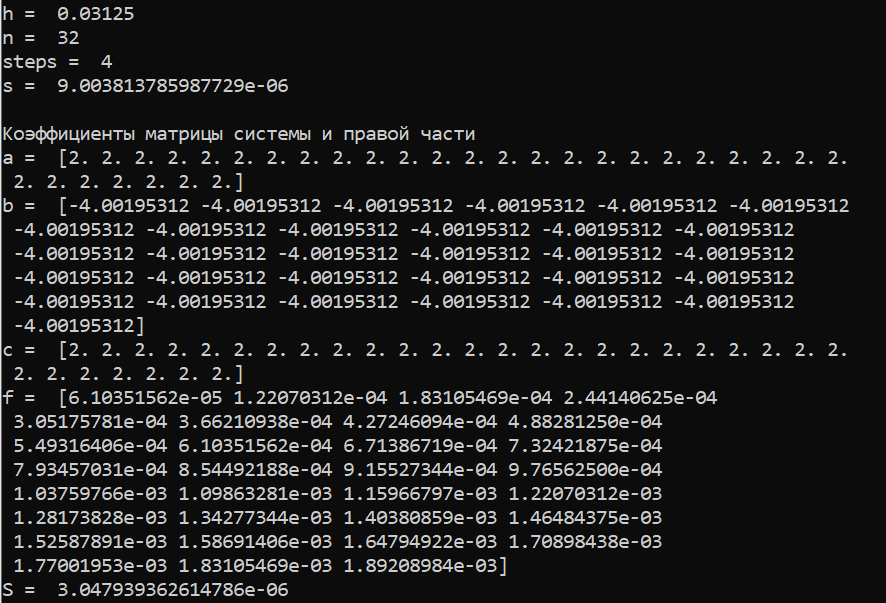 h =  0.03125
n =  32
steps =  4
s =  9.003813785987729e-06
Коэффициенты матрицы системы и правой части
a =  [2. 2. 2. 2. 2. 2. 2. 2. 2. 2. 2. 2. 2. 2. 2. 2. 2. 2. 2. 2. 2. 2. 2. 2.
 2. 2. 2. 2. 2. 2. 2.]
b =  [-4.00195312 -4.00195312 -4.00195312 -4.00195312 -4.00195312 -4.00195312
 -4.00195312 -4.00195312 -4.00195312 -4.00195312 -4.00195312 -4.00195312
 -4.00195312 -4.00195312 -4.00195312 -4.00195312 -4.00195312 -4.00195312
 -4.00195312 -4.00195312 -4.00195312 -4.00195312 -4.00195312 -4.00195312
 -4.00195312 -4.00195312 -4.00195312 -4.00195312 -4.00195312 -4.00195312
 -4.00195312]
c =  [2. 2. 2. 2. 2. 2. 2. 2. 2. 2. 2. 2. 2. 2. 2. 2. 2. 2. 2. 2. 2. 2. 2. 2.
 2. 2. 2. 2. 2. 2. 2.]
f =  [6.10351562e-05 1.22070312e-04 1.83105469e-04 2.44140625e-04
 3.05175781e-04 3.66210938e-04 4.27246094e-04 4.88281250e-04
 5.49316406e-04 6.10351562e-04 6.71386719e-04 7.32421875e-04
 7.93457031e-04 8.54492188e-04 9.15527344e-04 9.76562500e-04
 1.03759766e-03 1.09863281e-03 1.15966797e-03 1.22070312e-03
 1.28173828e-03 1.34277344e-03 1.40380859e-03 1.46484375e-03
 1.52587891e-03 1.58691406e-03 1.64794922e-03 1.70898438e-03
 1.77001953e-03 1.83105469e-03 1.89208984e-03]
S =  3.047939362614786e-06